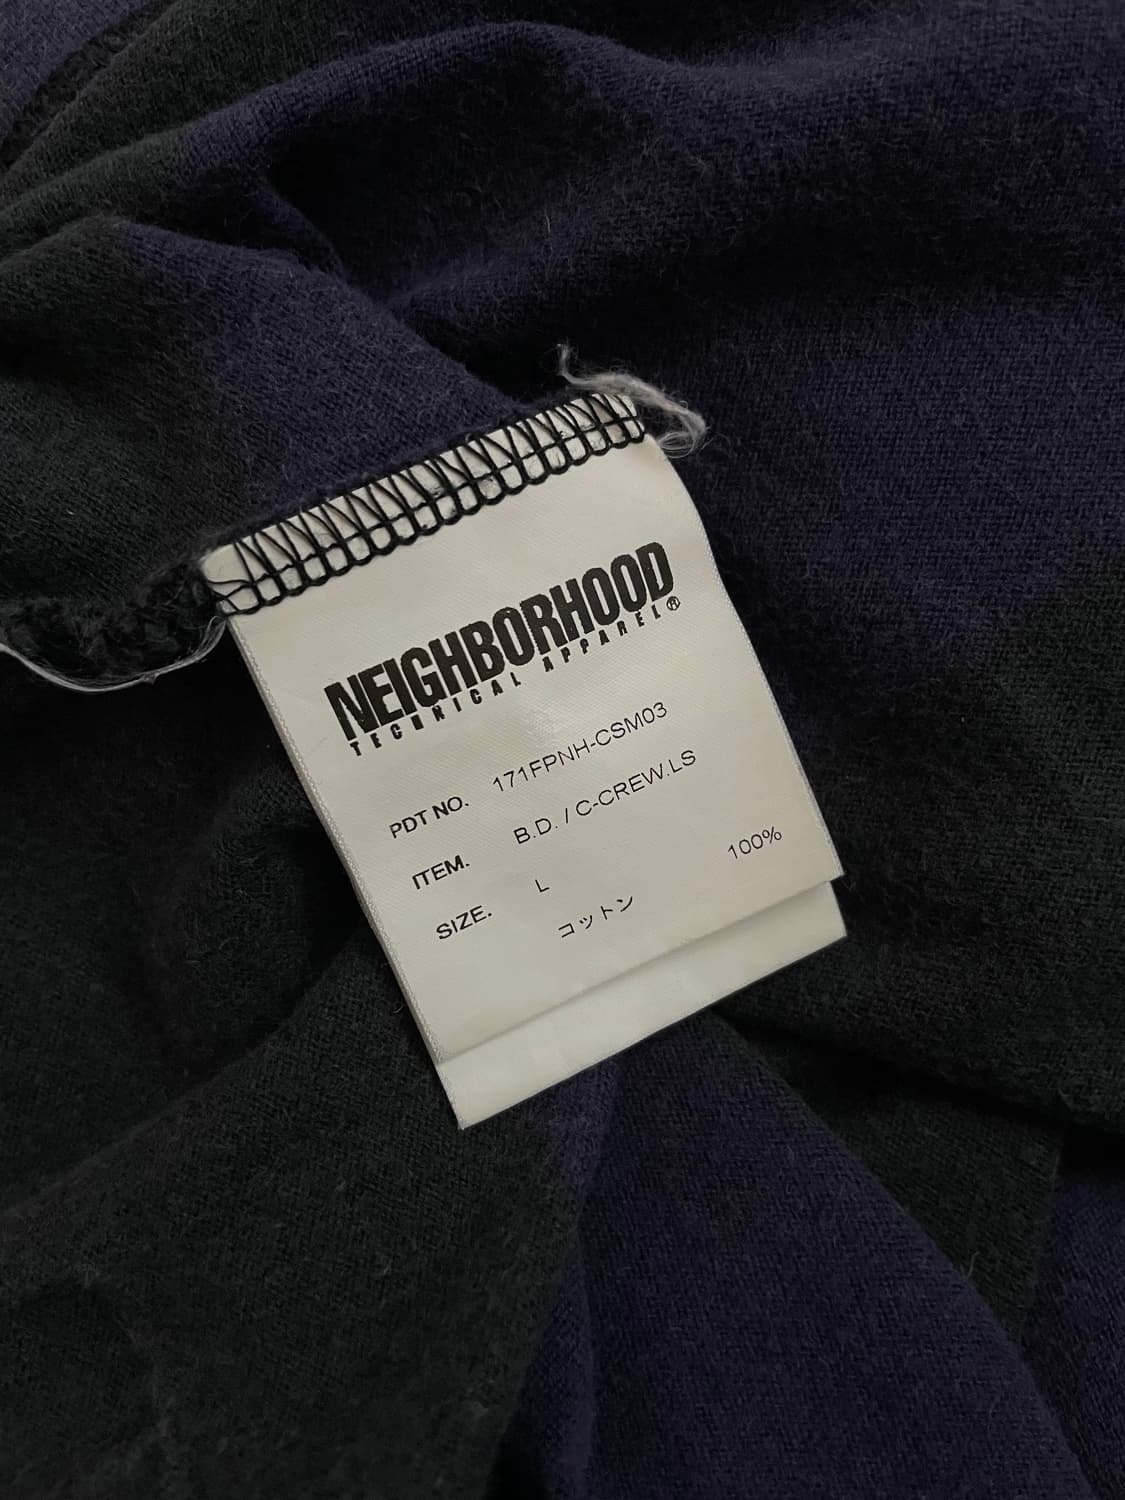 NEIGHBORHOOD
TECHNICAL APPAREL®
PDT NO. 171FPNH-CSM03
ITEM. B.D. / C-CREW.LS
SIZE. L
コットン 100%